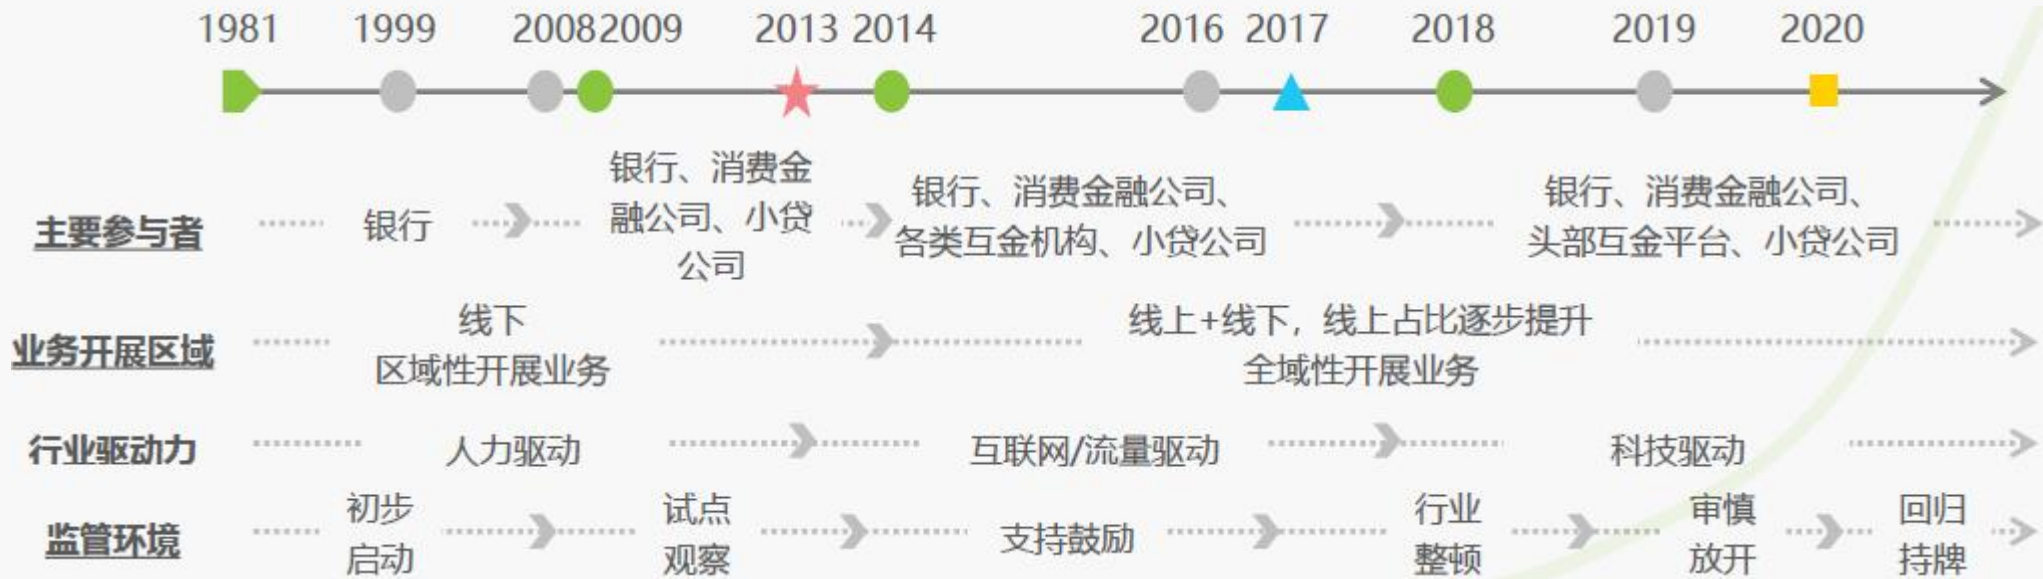 1981 1999 2008 2009 2013 2014 2016 2017 2018 2019 2020
主要参与者
银行
银行、消费金
融公司、小贷
公司
银行、消费金融公司、
各类互金机构、小贷公司
银行、消费金融公司、
头部互金平台、小贷公司
业务开展区域
线下
区域性开展业务
线上+线下，线上占比逐步提升
全域性开展业务
行业驱动力
人力驱动
互联网/流量驱动
科技驱动
监管环境
初步
启动
试点
观察
支持鼓励
行业
整顿
审慎
放开
回归
持牌